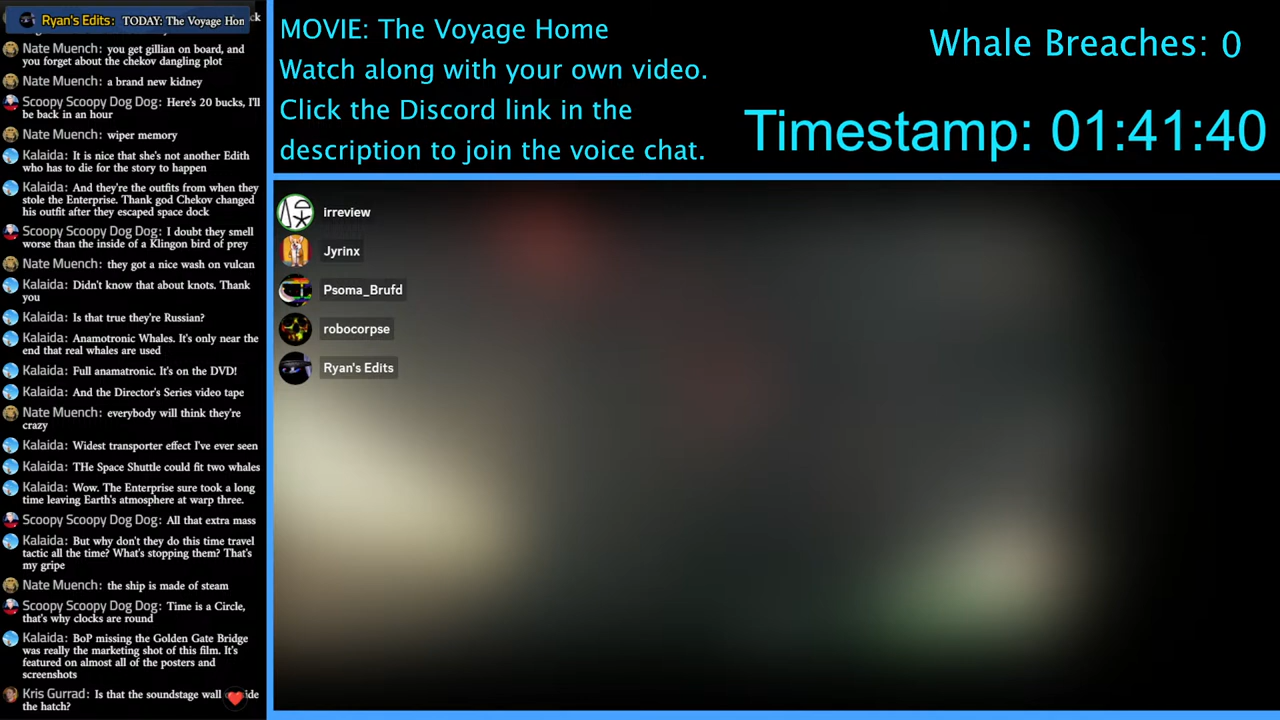 ck
Ryan's Edits: TODAY: The Voyage Hon
Nate Muench: you get gillian on board, and
you forget about the chekov dangling plot
Nate Muench: a brand new kidney
Scoopy Scoopy Dog Dog: Here's 20 bucks, I'll
be back in an hour
Nate Muench: wiper memory
Kalaida: It is nice that she's not another Edith
who has to die for the story to happen
Kalaida: And they're the outfits from when they
stole the Enterprise. Thank god Chekov changed
his outfit after they escaped space dock
Scoopy Scoopy Dog Dog: I doubt they smell
worse than the inside of a Klingon bird of prey
Nate Muench: they got a nice wash on vulcan
Kalaida: Didn't know that about knots. Thank
you
Kalaida: Is that true they're Russian?
Kalaida: Anamotronic Whales. It's only near the
end that real whales are used
Kalaida: Full anamatronic. It's on the DVD!
Kalaida: And the Director's Series video tape
Nate Muench: everybody will think they're
crazy
Kalaida: Widest transporter effect I've ever seen
Kalaida: THe Space Shuttle could fit two whales
Kalaida: Wow. The Enterprise sure took a long
time leaving Earth's atmosphere at warp three.
Scoopy Scoopy Dog Dog: All that extra mass
Kalaida: But why don't they do this time travel
tactic all the time? What's stopping them? That's
my gripe
Nate Muench: the ship is made of steam
Scoopy Scoopy Dog Dog: Time is a Circle,
that's why clocks are round
Kalaida: BoP missing the Golden Gate Bridge
was really the marketing shot of this film. It's
featured on almost all of the posters and
screenshots
Kris Gurrad: Is that the soundstage wall ide
the hatch?
MOVIE: The Voyage Home
Watch along with your own video.
Click the Discord link in the
description to join the voice chat.
Whale Breaches: 0
Timestamp: 01:41:40
irreview
Jyrinx
Psoma_Brufd
robocorpse
Ryan's Edits